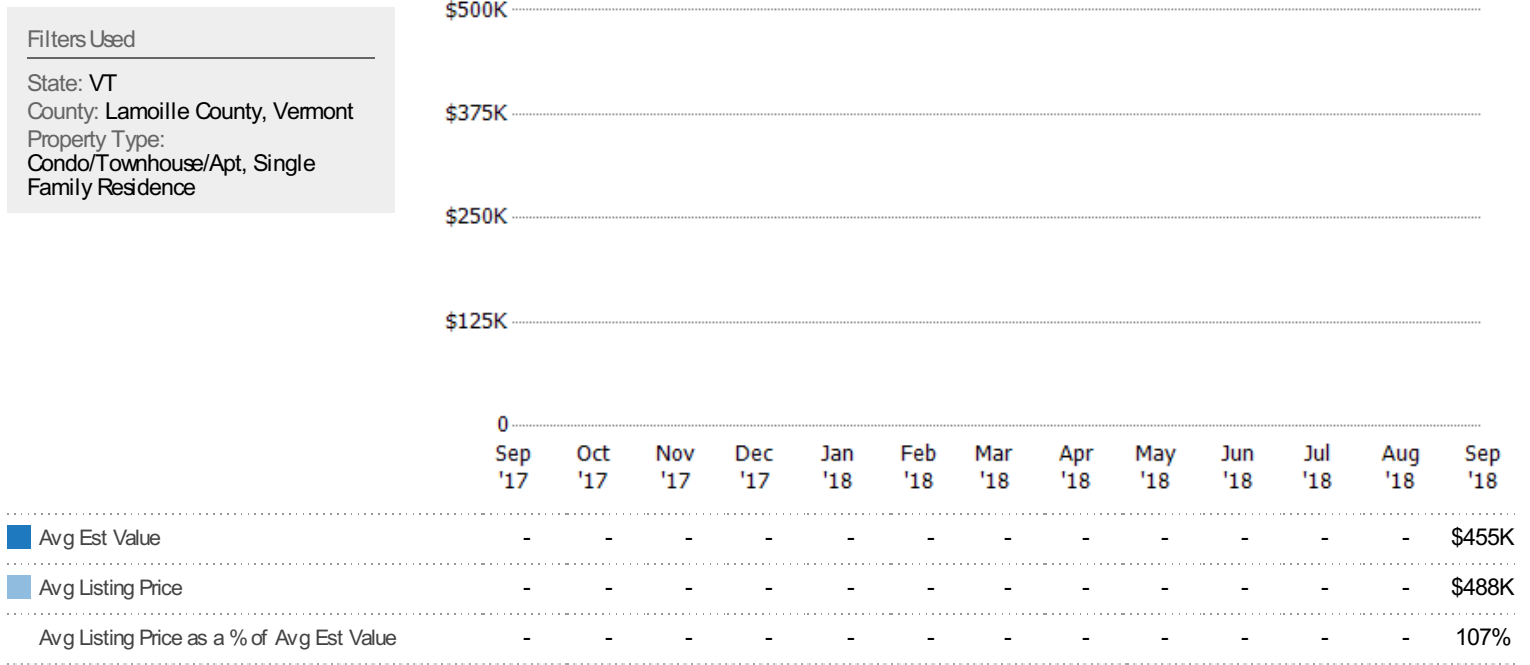 Filters Used
State: VT
County: Lamoille County, Vermont
Property Type:
Condo/Townhouse/Apt, Single
Family Residence
$500K
$375K
$250K
$125K
0
Sep Oct Nov Dec Jan Feb Mar Apr May Jun Jul Aug Sep
'17 '17 '17 '17 '18 '18 '18 '18 '18 '18 '18 '18 '18
Avg Est Value - - - - - - - - - - - - $455K
Avg Listing Price - - - - - - - - - - - - $488K
Avg Listing Price as a % of Avg Est Value - - - - - - - - - - - - 107%